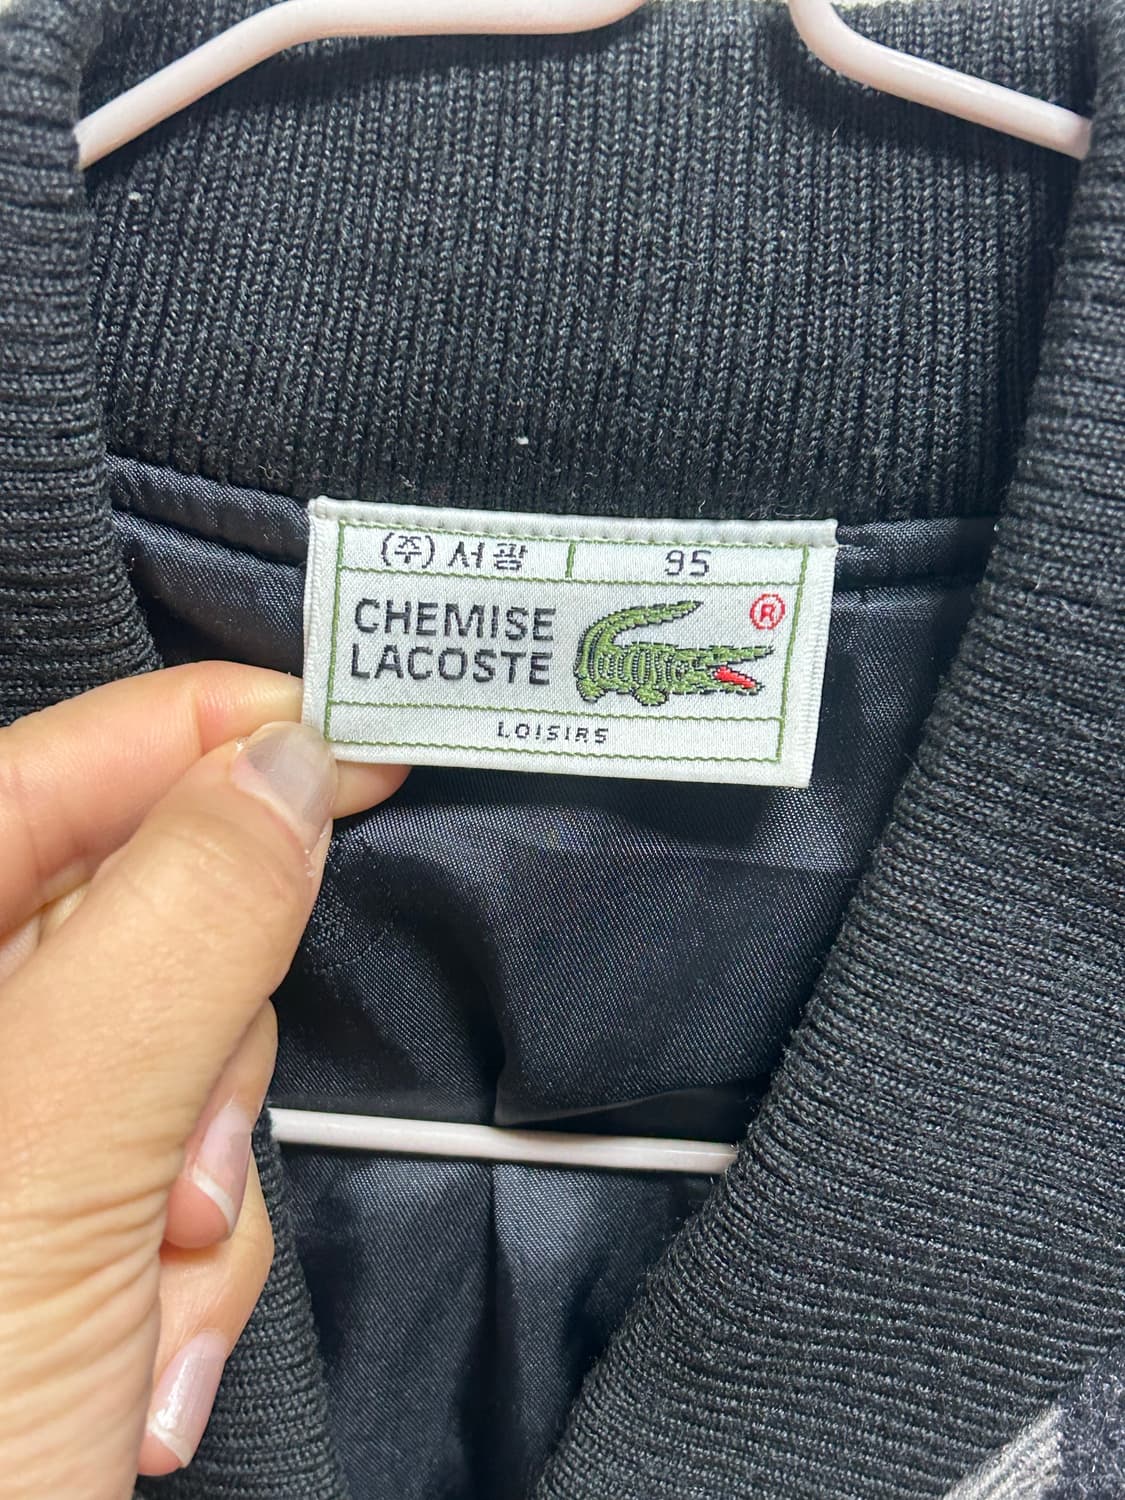 (주) 서광 95
CHEMISE
LACOSTE
®
LOISIRS